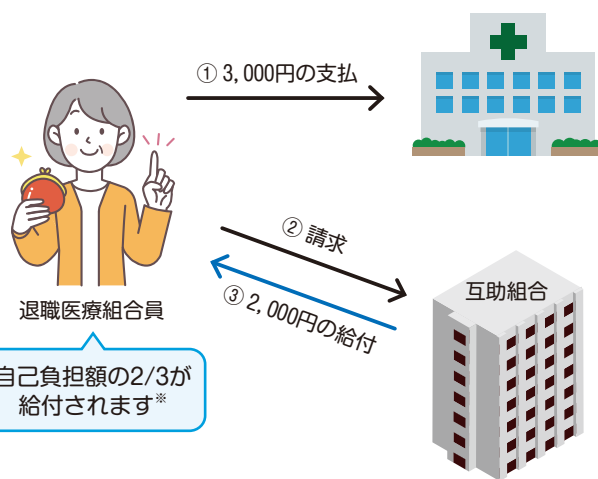 ① 3,000円の支払
② 請求
③ 2,000円の給付
互助組合
退職医療組合員
自己負担額の2/3が
給付されます※